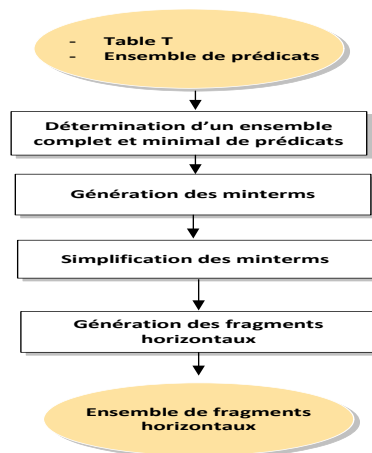 - Table T
- Ensemble de prédicats
Détermination d'un ensemble
complet et minimal de prédicats
Génération des minterms
Simplification des minterms
Génération des fragments
horizontaux
Ensemble de fragments
horizontaux